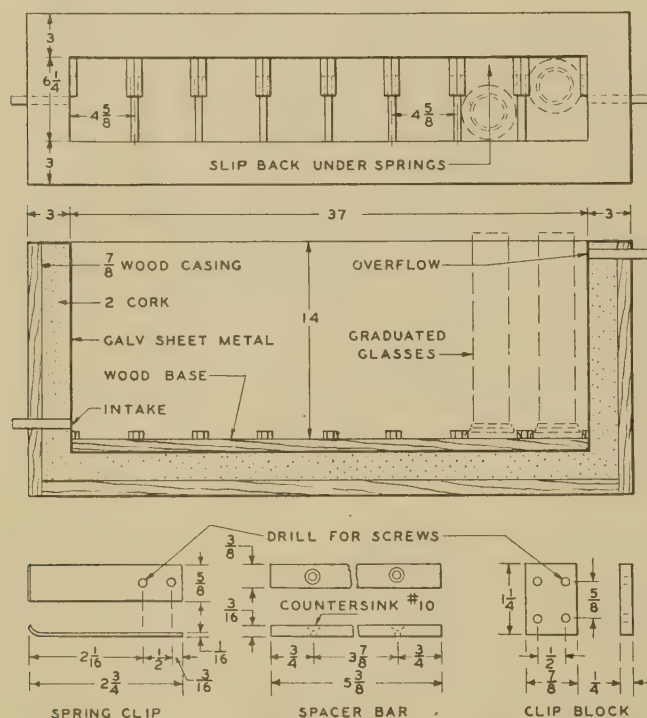 3
6 1/4
4 5/8
4 5/8
3
SLIP BACK UNDER SPRINGS
3
37
3
7/8 WOOD CASING
OVERFLOW
2 CORK
14
GALV SHEET METAL
GRADUATED
GLASSES
WOOD BASE
INTAKE
DRILL FOR SCREWS
3/8
5/8
1 1/4
5/8
3/16
COUNTERSINK #10
1/16
2 1/16
1/2
3/16
2 3/4
3/4
3 7/8
3/4
5 3/8
1/2
7/8
1/4
SPRING CLIP
SPACER BAR
CLIP BLOCK